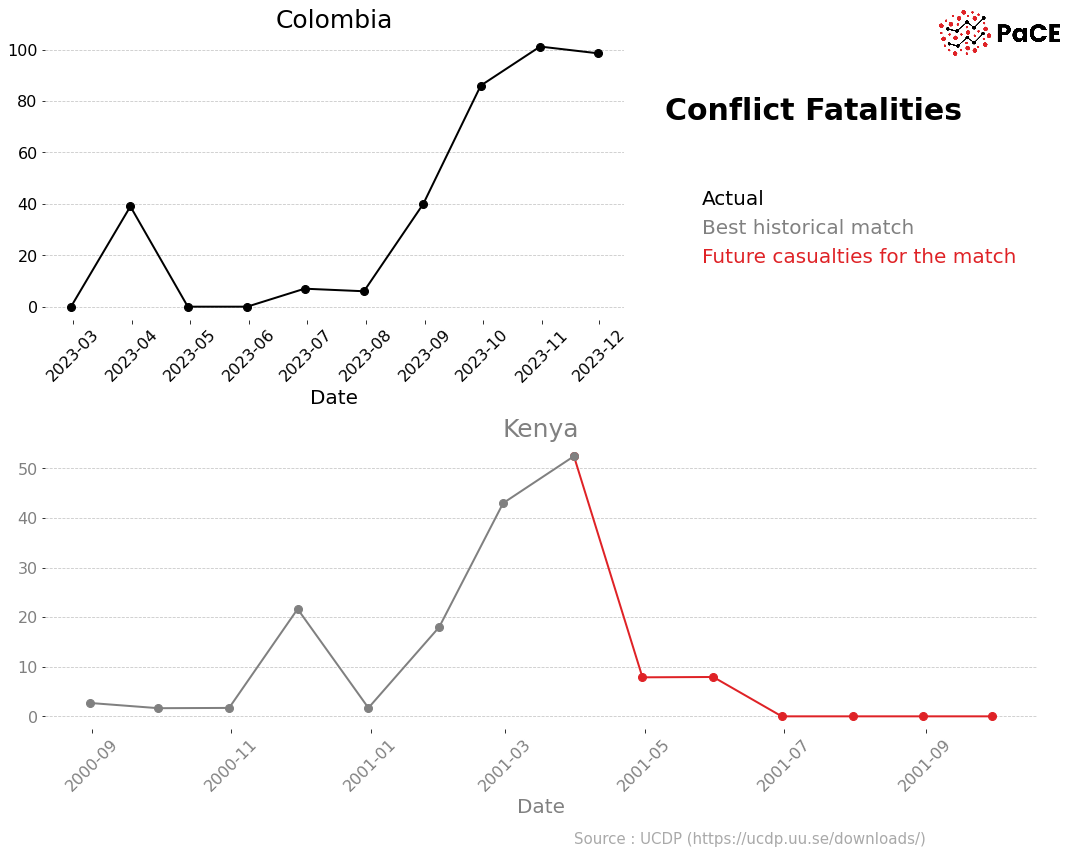 Colombia
PaCE
Conflict Fatalities
100
80
60
40
20
0
Actual
Best historical match
Future casualties for the match
2023-03
2023-04
2023-05
2023-06
2023-07
2023-08
2023-09
2023-10
2023-11
2023-12
Date
Kenya
50
40
30
20
10
0
2000-09
2000-11
2001-01
2001-03
2001-05
2001-07
2001-09
Date
Source : UCDP (https://ucdp.uu.se/downloads/)